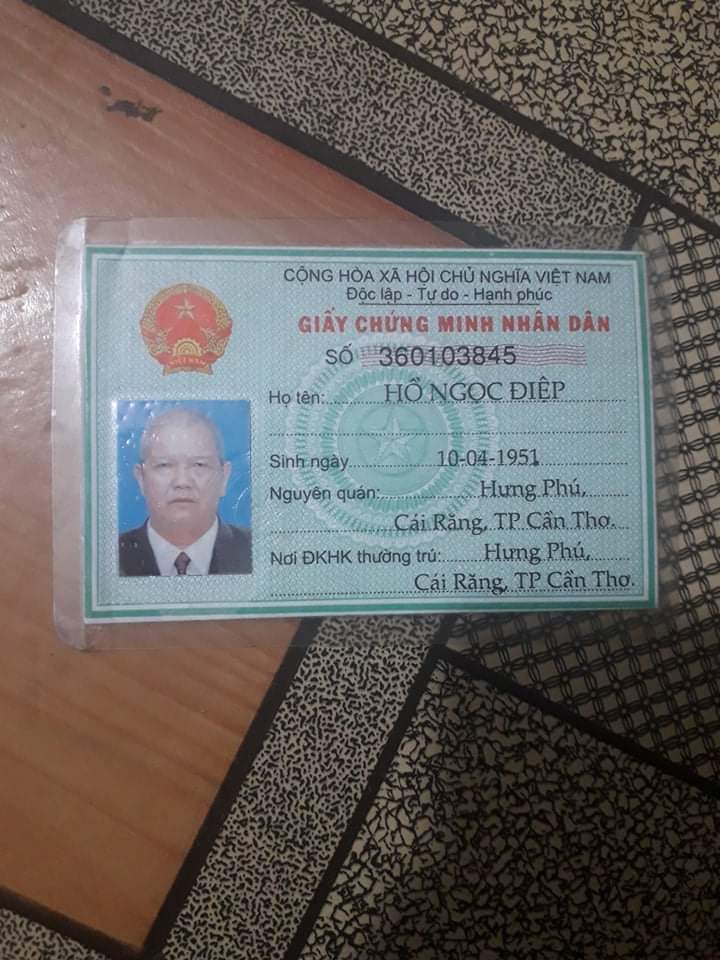 CỘNG HÒA XÃ HỘI CHỦ NGHĨA VIỆT NAM
Độc lập - Tự do - Hạnh phúc
GIẤY CHỨNG MINH NHÂN DÂN
SỐ 360103845
Họ tên: HỒ NGỌC ĐIỆP
Sinh ngày 10-04-1951
Nguyên quán: Hưng Phú,
Cái Răng, TP Cần Thơ.
Nơi ĐKHK thường trú: Hưng Phú,
Cái Răng, TP Cần Thơ.
VIỆT NAM